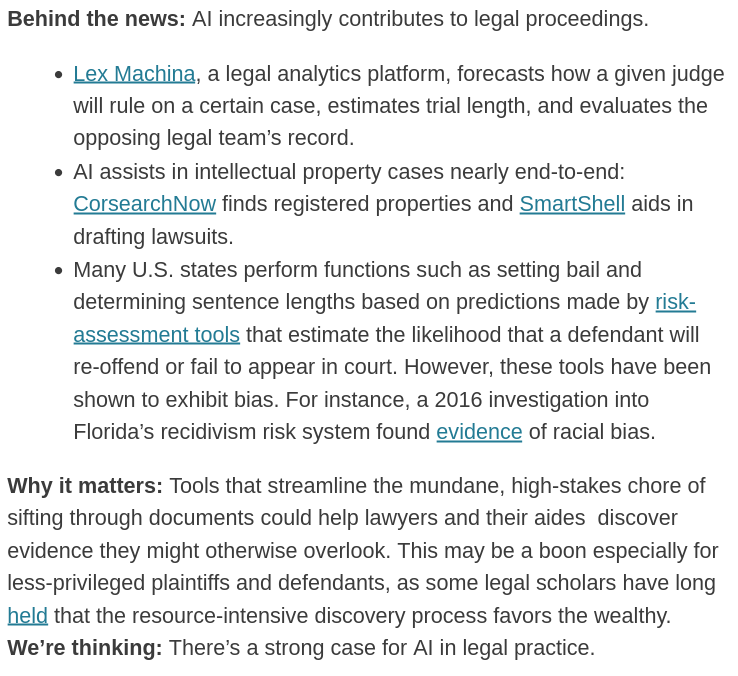 Behind the news: AI increasingly contributes to legal proceedings.
• Lex Machina, a legal analytics platform, forecasts how a given judge
will rule on a certain case, estimates trial length, and evaluates the
opposing legal team’s record.
• AI assists in intellectual property cases nearly end-to-end:
CorsearchNow finds registered properties and SmartShell aids in
drafting lawsuits.
• Many U.S. states perform functions such as setting bail and
determining sentence lengths based on predictions made by risk-
assessment tools that estimate the likelihood that a defendant will
re-offend or fail to appear in court. However, these tools have been
shown to exhibit bias. For instance, a 2016 investigation into
Florida’s recidivism risk system found evidence of racial bias.
Why it matters: Tools that streamline the mundane, high-stakes chore of
sifting through documents could help lawyers and their aides  discover
evidence they might otherwise overlook. This may be a boon especially for
less-privileged plaintiffs and defendants, as some legal scholars have long
held that the resource-intensive discovery process favors the wealthy.
We’re thinking: There’s a strong case for AI in legal practice.